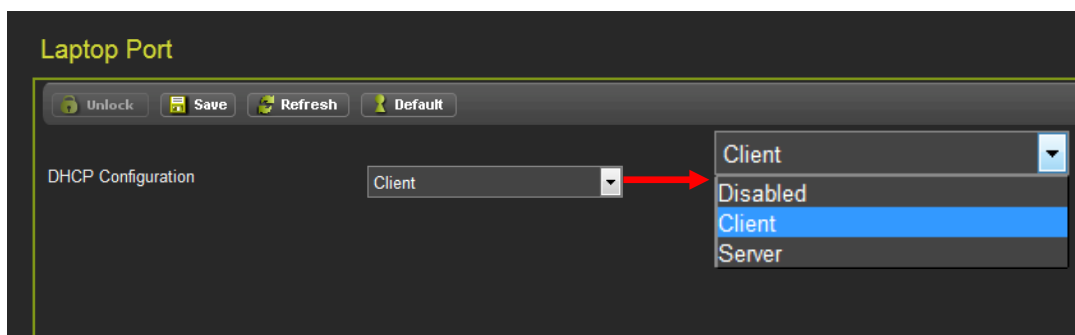 Laptop Port
Unlock Save Refresh Default
DHCP Configuration
Client
Client
Disabled
Client
Server